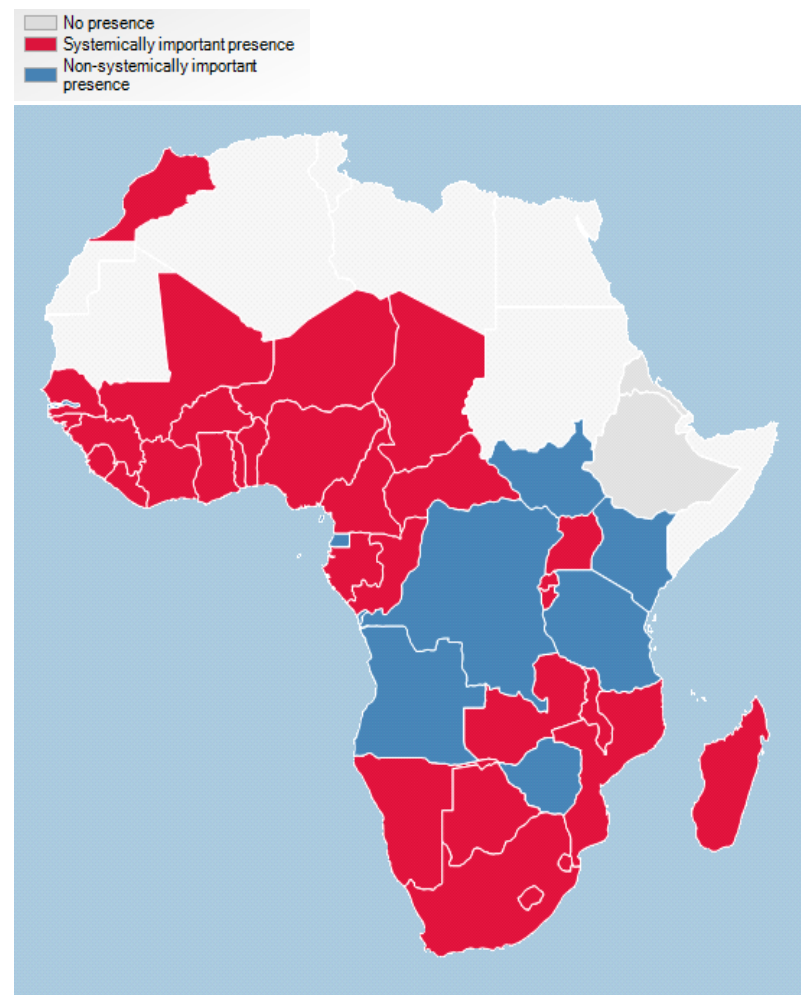 No presence
Systemically important presence
Non-systemically important
presence